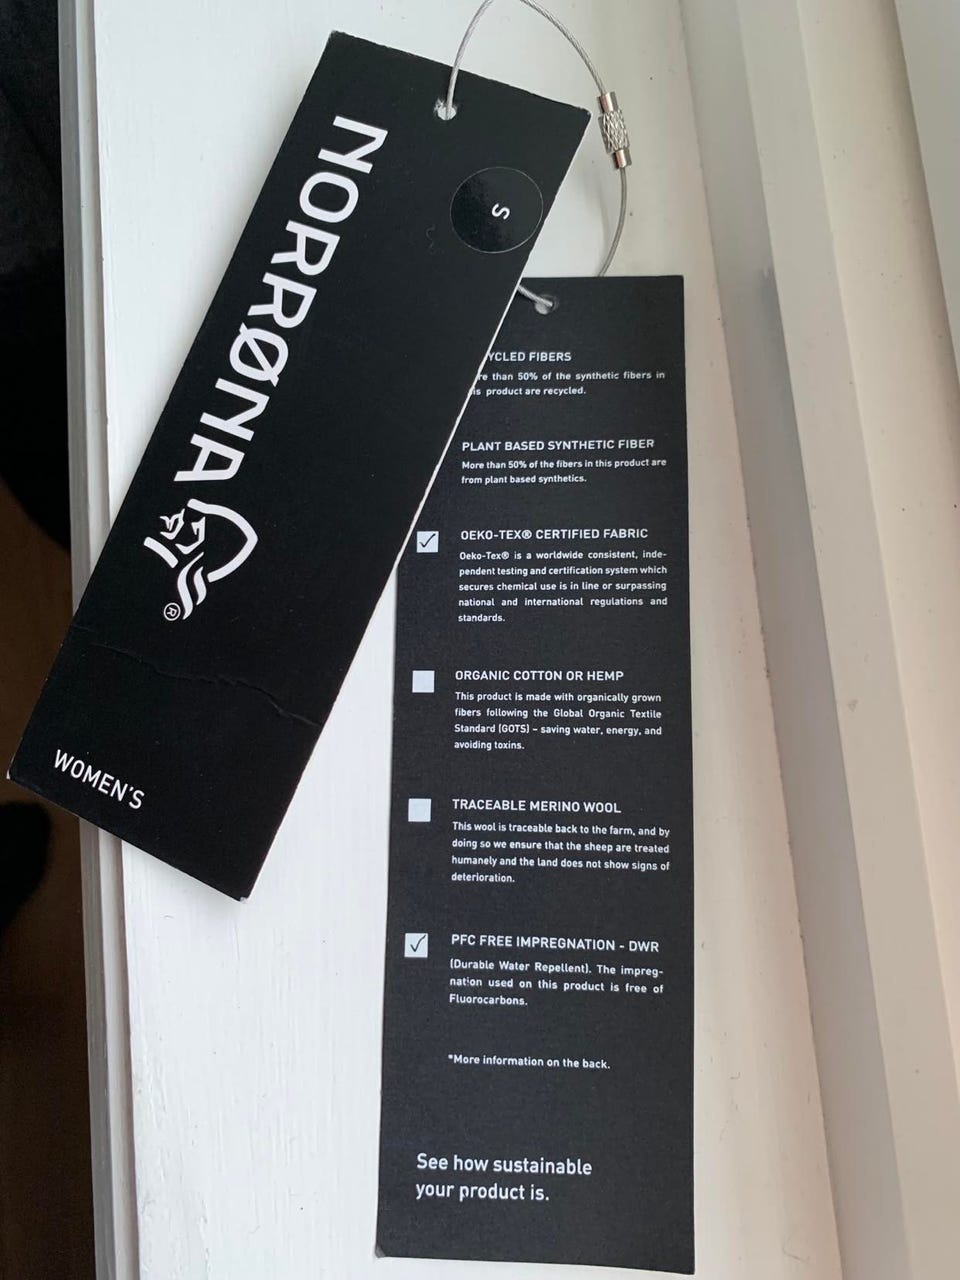 NORRØNA
®
S
WOMEN'S
YCLED FIBERS
re than 50% of the synthetic fibers in
is product are recycled.
PLANT BASED SYNTHETIC FIBER
More than 50% of the fibers in this product are
from plant based synthetics.
✓ OEKO-TEX® CERTIFIED FABRIC
Oeko-Tex® is a worldwide consistent, inde-
pendent testing and certification system which
secures chemical use is in line or surpassing
national and international regulations and
standards.
ORGANIC COTTON OR HEMP
This product is made with organically grown
fibers following the Global Organic Textile
Standard (GOTS) – saving water, energy, and
avoiding toxins.
TRACEABLE MERINO WOOL
This wool is traceable back to the farm, and by
doing so we ensure that the sheep are treated
humanely and the land does not show signs of
deterioration.
✓ PFC FREE IMPREGNATION - DWR
(Durable Water Repellent). The impreg-
nation used on this product is free of
Fluorocarbons.
*More information on the back.
See how sustainable
your product is.